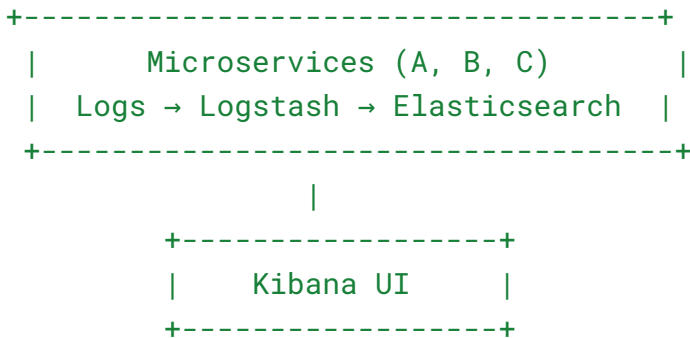 +------------------------------------+
|      Microservices (A, B, C)       |
|  Logs → Logstash → Elasticsearch  |
+------------------------------------+
|
+------------------+
|    Kibana UI     |
+------------------+